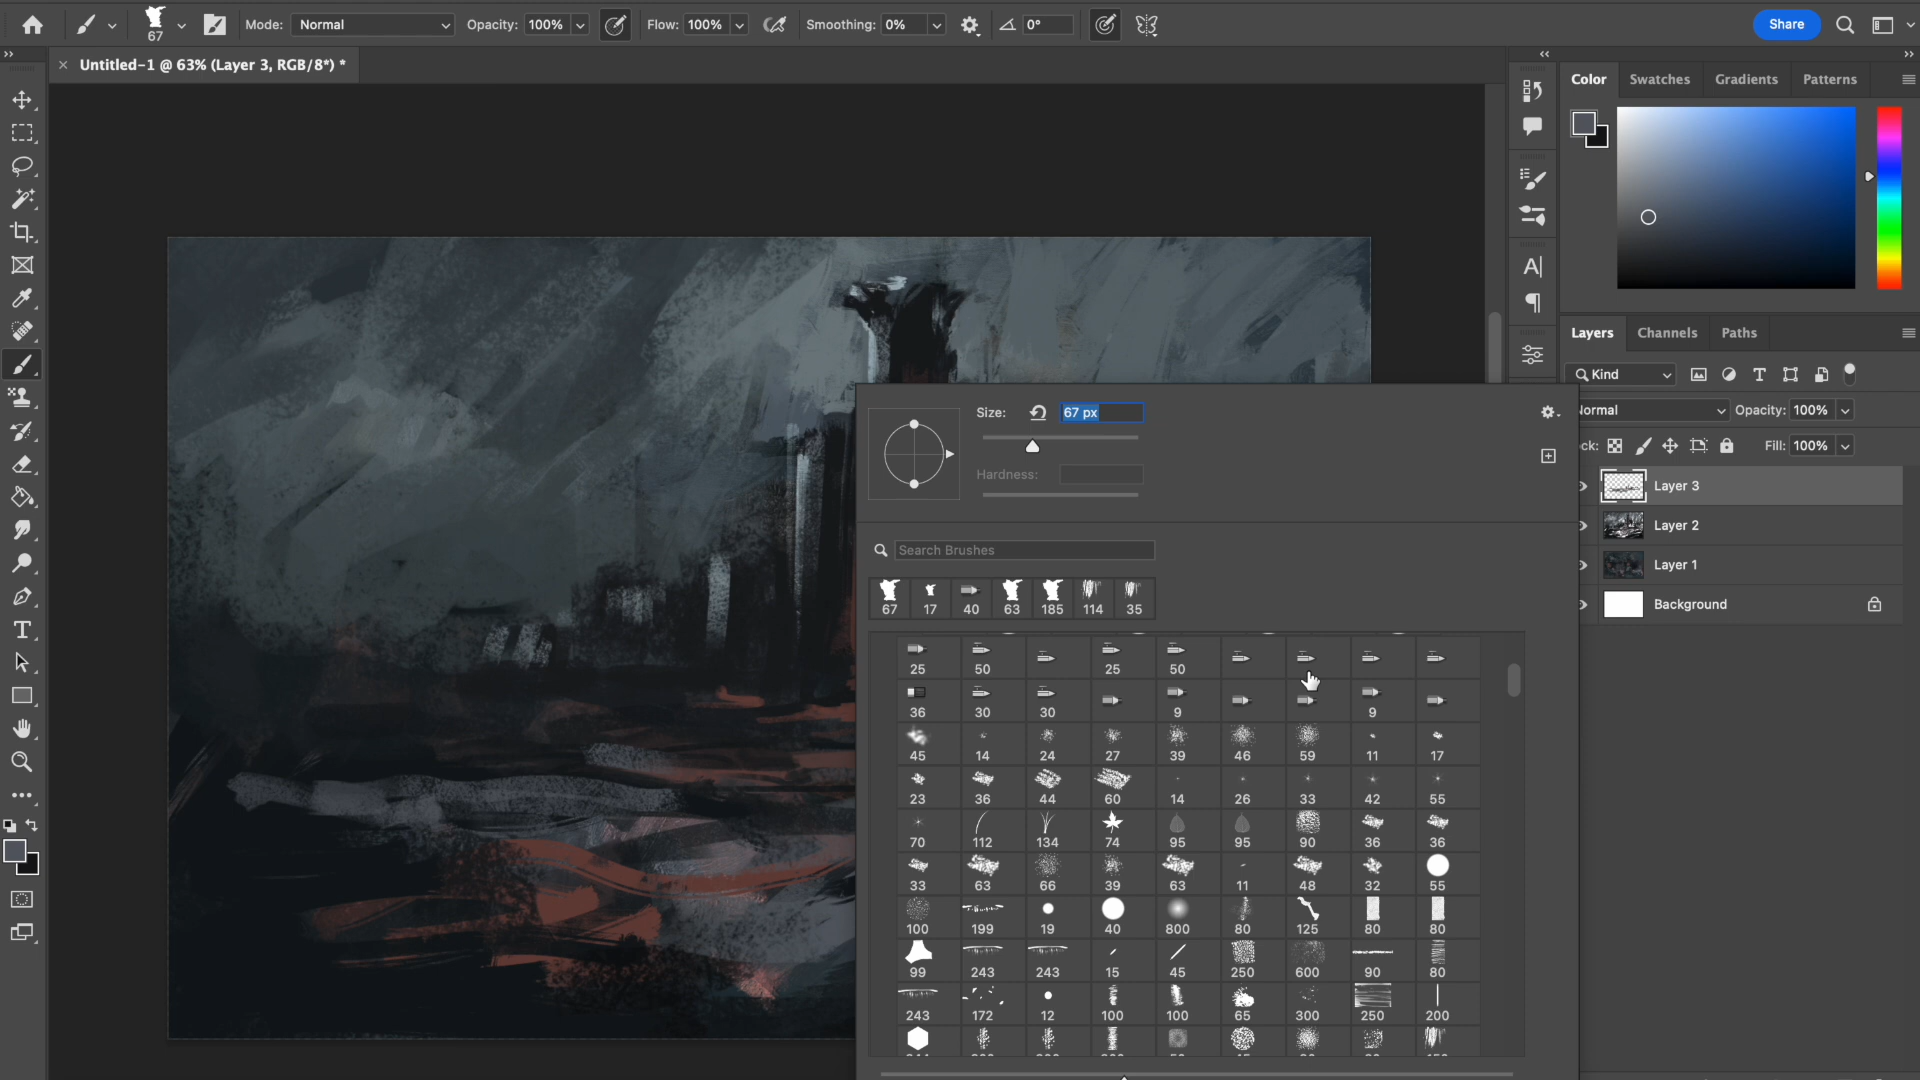 67
Mode: Normal
Opacity: 100%
Flow: 100%
Smoothing: 0%
0°
Share
Untitled-1 @ 63% (Layer 3, RGB/8*) *
Color Swatches Gradients Patterns
Layers Channels Paths
Kind
ormal Opacity: 100%
ck: Fill: 100%
Layer 3
Layer 2
Layer 1
Background
Size: 67 px
Hardness:
Search Brushes
67 17 40 63 185 114 35
25 50 25 50
36 30 30 9 9
45 14 24 27 39 46 59 11 17
23 36 44 60 14 26 33 42 55
70 112 134 74 95 95 90 36 36
33 63 66 39 63 11 48 32 55
100 199 19 40 800 80 125 80 80
99 243 243 15 45 250 600 90 80
243 172 12 100 100 65 300 250 200